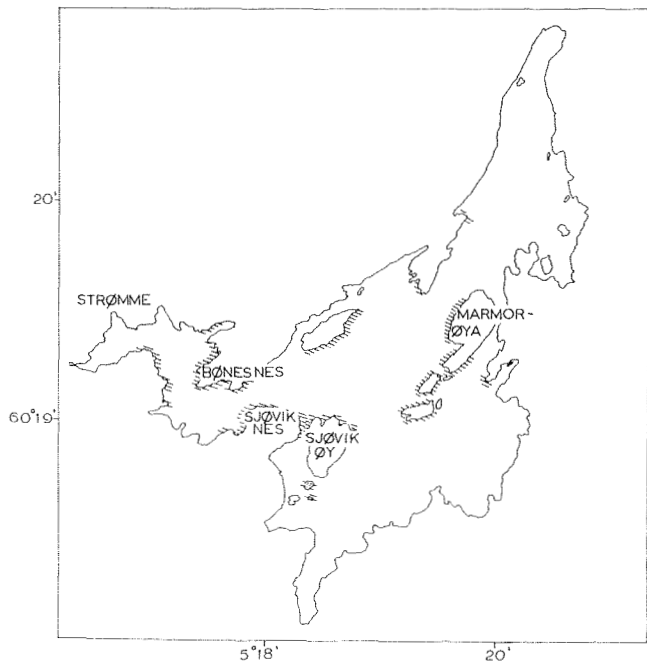 20'
STRØMME
MARMOR-
ØYA
BØNESNES
60°19'
SJØVIK
NES
SJØVIK
ØY
5°18'
20'